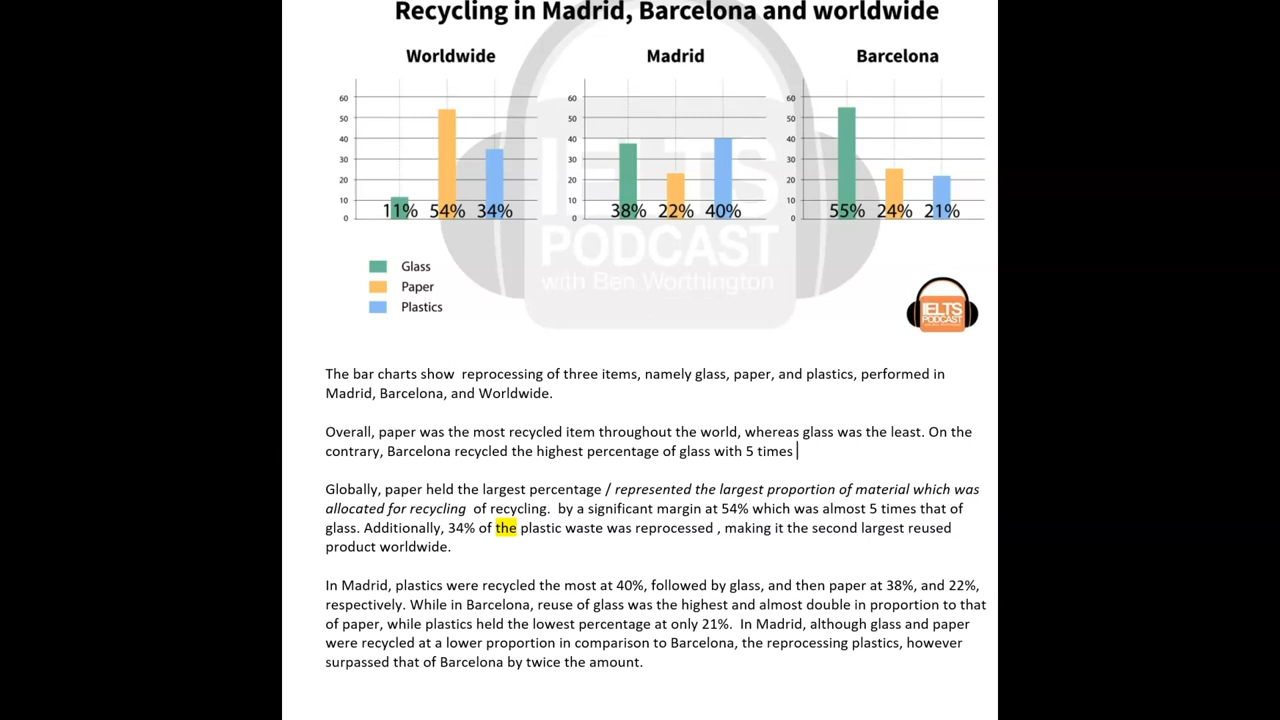 Recycling in Madrid, Barcelona and worldwide
Worldwide
Madrid
Barcelona
60
50
40
30
20
10
0
11% 54% 34%
60
50
40
30
20
10
0
38% 22% 40%
60
50
40
30
20
10
0
55% 24% 21%
Glass
Paper
Plastics
IELTS
PODCAST
with Ben Worthington
IELTS
PODCAST
The bar charts show  reprocessing of three items, namely glass, paper, and plastics, performed in
Madrid, Barcelona, and Worldwide.
Overall, paper was the most recycled item throughout the world, whereas glass was the least. On the
contrary, Barcelona recycled the highest percentage of glass with 5 times
Globally, paper held the largest percentage / represented the largest proportion of material which was
allocated for recycling  of recycling.  by a significant margin at 54% which was almost 5 times that of
glass. Additionally, 34% of the plastic waste was reprocessed , making it the second largest reused
product worldwide.
In Madrid, plastics were recycled the most at 40%, followed by glass, and then paper at 38%, and 22%,
respectively. While in Barcelona, reuse of glass was the highest and almost double in proportion to that
of paper, while plastics held the lowest percentage at only 21%.  In Madrid, although glass and paper
were recycled at a lower proportion in comparison to Barcelona, the reprocessing plastics, however
surpassed that of Barcelona by twice the amount.